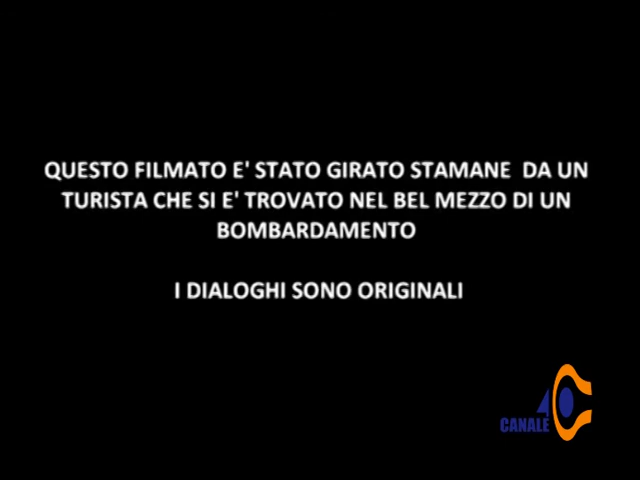 QUESTO FILMATO E' STATO GIRATO STAMANE DA UN
TURISTA CHE SI E' TROVATO NEL BEL MEZZO DI UN
BOMBARDAMENTO
I DIALOGHI SONO ORIGINALI
CANALE